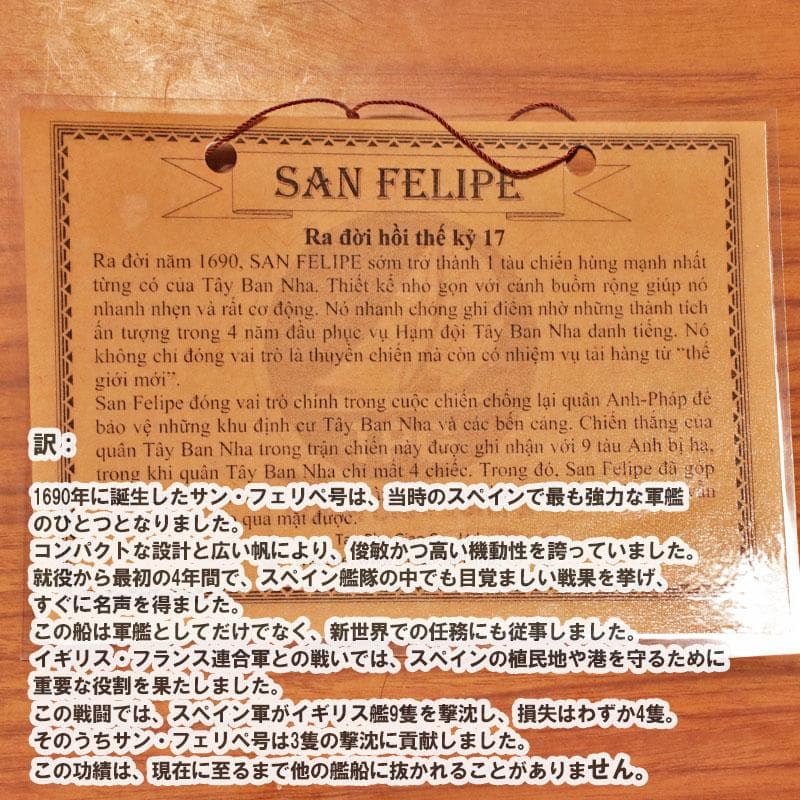 SAN FELIPE
Ra đời hồi thế kỷ 17
Ra đời năm 1690, SAN FELIPE sớm trở thành 1 tàu chiến hùng mạnh nhất
từng có của Tây Ban Nha. Thiết kế nhỏ gọn với cánh buồm rộng giúp nó
nhanh nhẹn và rất cơ động. Nó nhanh chóng ghi điểm nhờ những thành tích
ấn tượng trong 4 năm đầu phục vụ Hạm đội Tây Ban Nha danh tiếng. Nó
không chỉ đóng vai trò là thuyền chiến mà còn có nhiệm vụ tải hàng từ “thế
giới mới”.
San Felipe đóng vai trò chính trong cuộc chiến chống lại quân Anh-Pháp để
bảo vệ những khu định cư Tây Ban Nha và các bến cảng. Chiến thắng của
quân Tây Ban Nha trong trận chiến này được ghi nhận với 9 tàu Anh bị hạ,
trong khi quân Tây Ban Nha chỉ mất 4 chiếc. Trong đó, San Felipe đã góp
qua mặt được.
訳：
1690年に誕生したサン・フェリペ号は、当時のスペインで最も強力な軍艦
のひとつとなりました。
コンパクトな設計と広い帆により、俊敏かつ高い機動性を誇っていました。
就役から最初の4年間で、スペイン艦隊の中でも目覚ましい戦果を挙げ、
すぐに名声を得ました。
この船は軍艦としてだけでなく、新世界での任務にも従事しました。
イギリス・フランス連合軍との戦いでは、スペインの植民地や港を守るために
重要な役割を果たしました。
この戦闘では、スペイン軍がイギリス艦9隻を撃沈し、損失はわずか4隻。
そのうちサン・フェリペ号は3隻の撃沈に貢献しました。
この功績は、現在に至るまで他の艦船に抜かれることがありません。